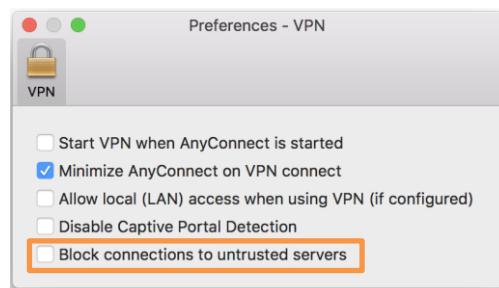 Preferences - VPN
VPN
Start VPN when AnyConnect is started
Minimize AnyConnect on VPN connect
Allow local (LAN) access when using VPN (if configured)
Disable Captive Portal Detection
Block connections to untrusted servers